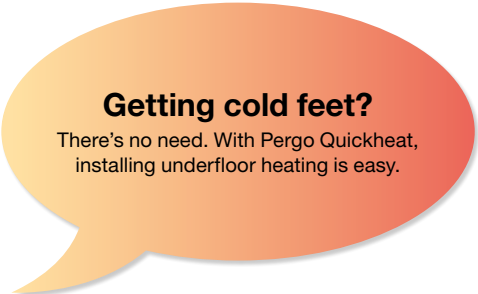 Getting cold feet?
There’s no need. With Pergo Quickheat,
installing underfloor heating is easy.